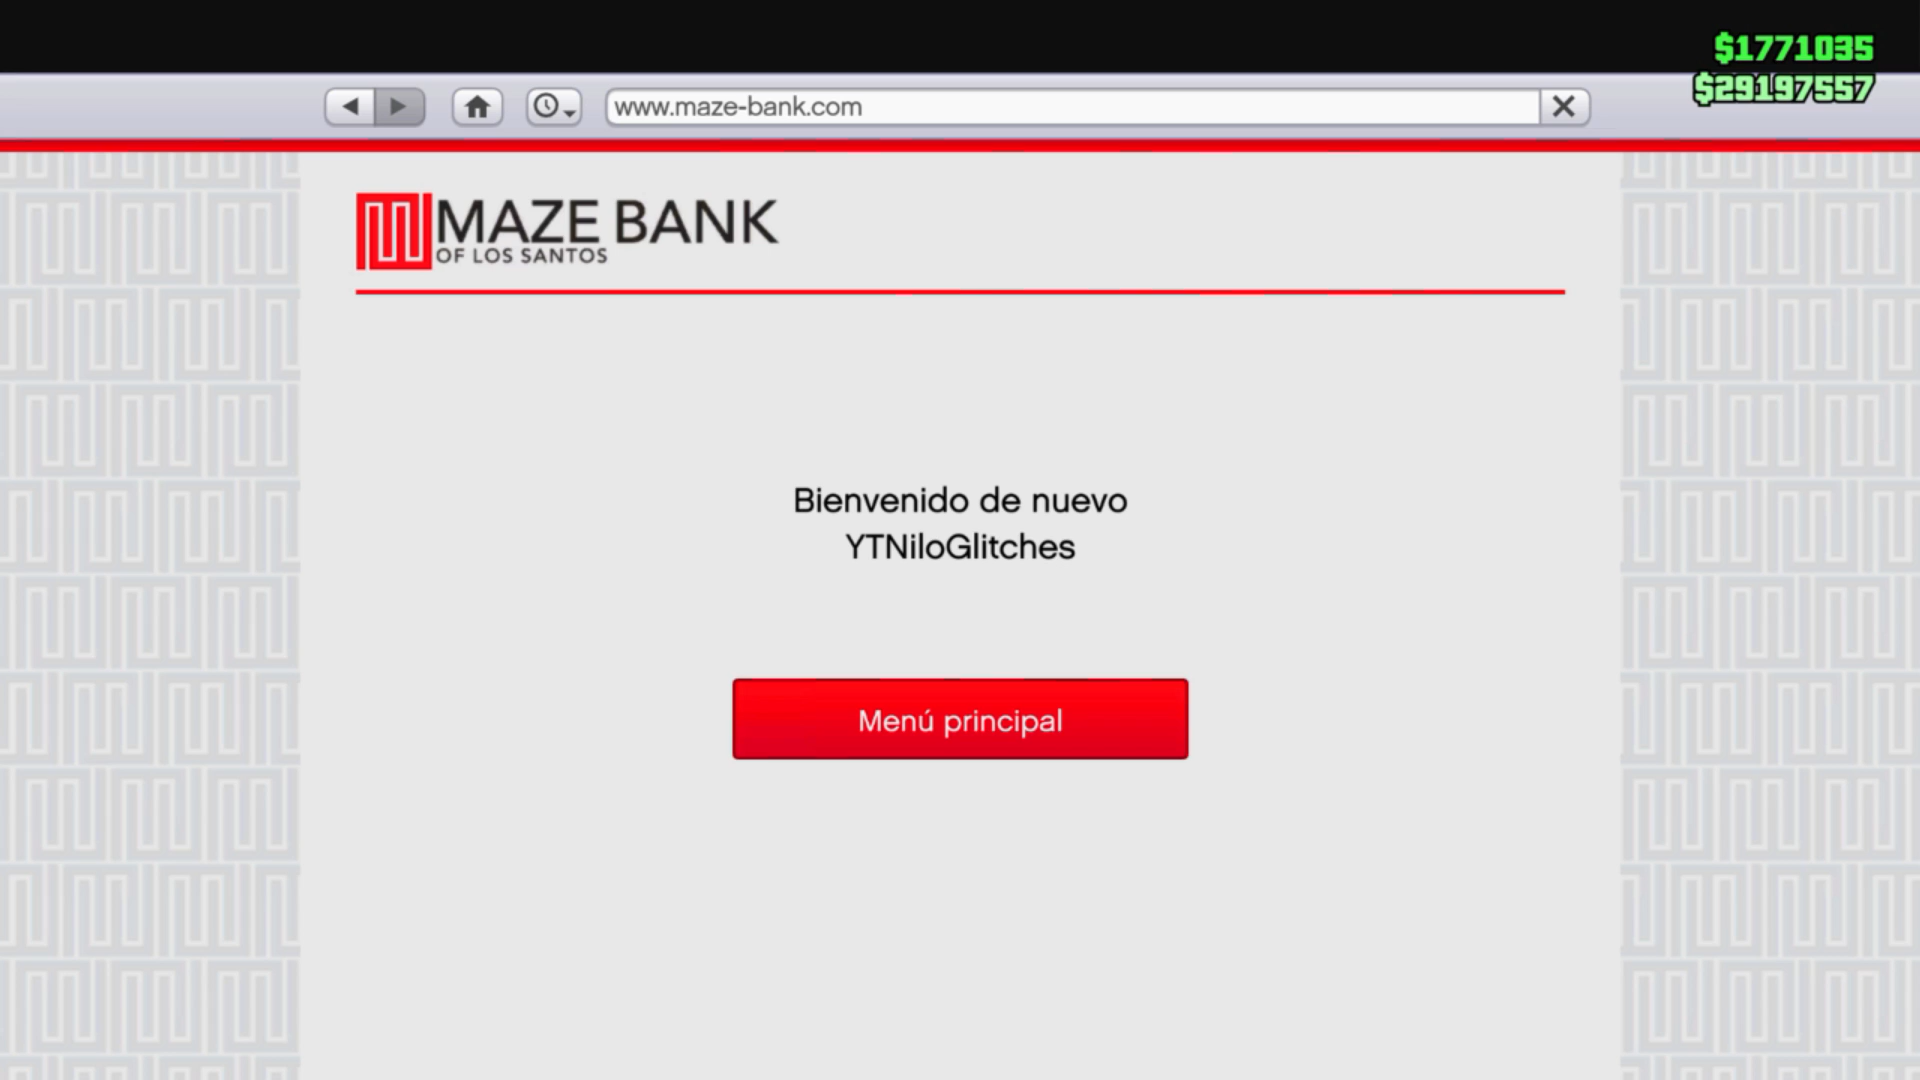 $1771035
$29197557
www.maze-bank.com
MAZE BANK
OF LOS SANTOS
Bienvenido de nuevo
YTNiloGlitches
Menú principal